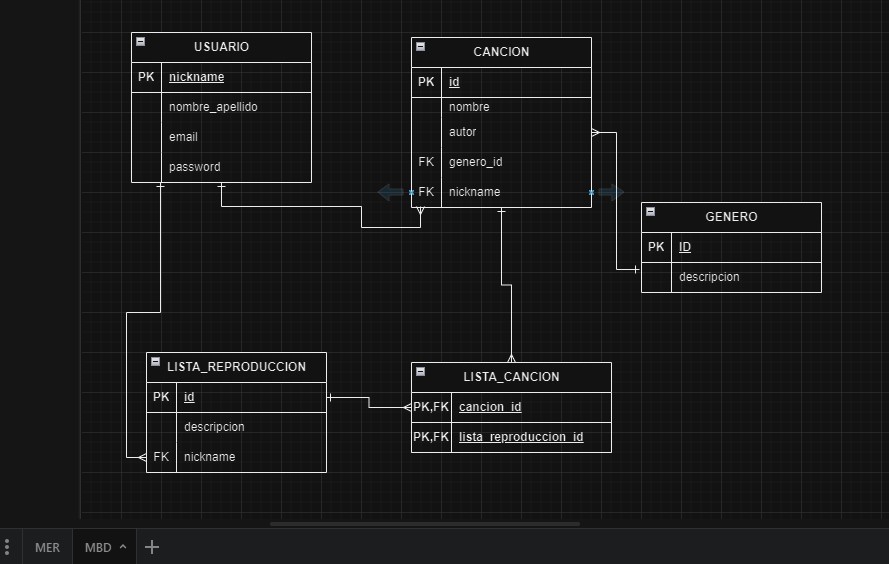 USUARIO
PK nickname
nombre_apellido
email
password
CANCION
PK id
nombre
autor
FK genero_id
FK nickname
GENERO
PK ID
descripcion
LISTA_REPRODUCCION
PK id
descripcion
FK nickname
LISTA_CANCION
PK,FK cancion_id
PK,FK lista_reproduccion_id
MER MBD